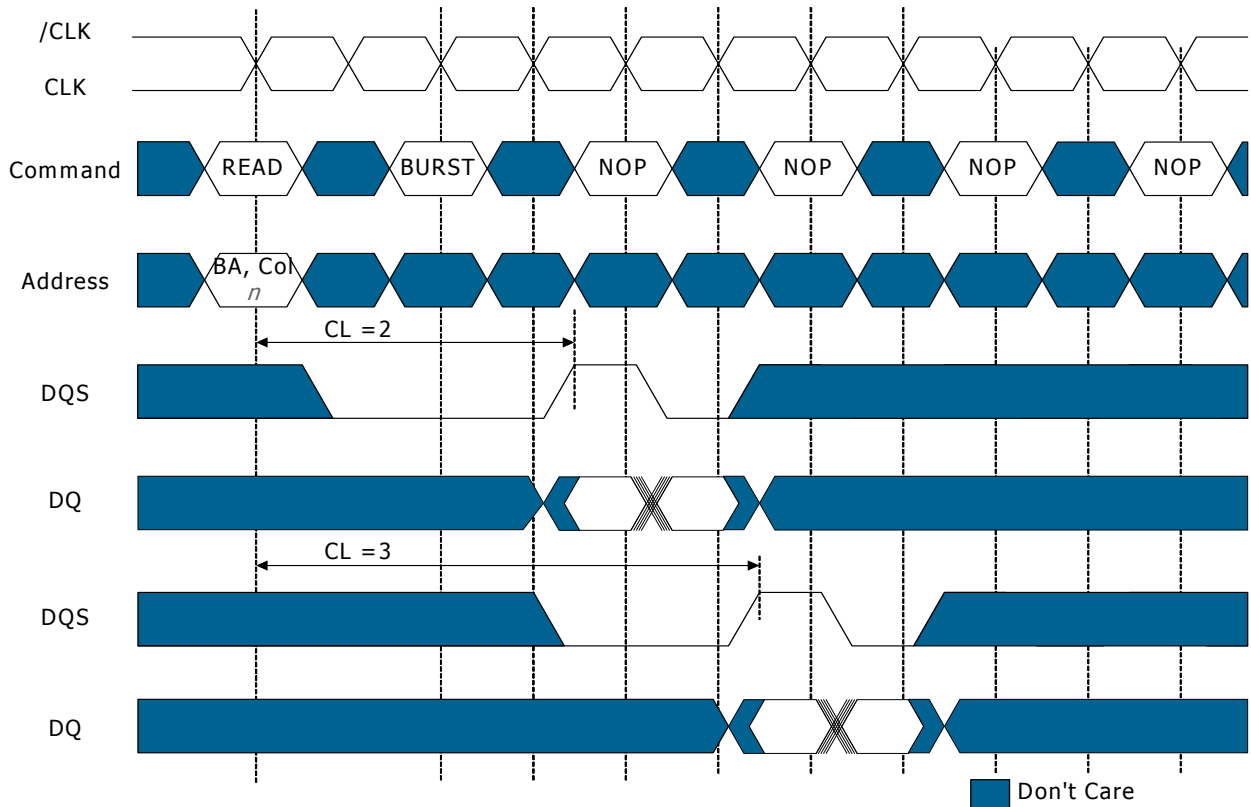 /CLK
CLK
Command READ BURST NOP NOP NOP NOP
Address BA, Col
n
CL = 2
DQS
DQ
CL = 3
DQS
DQ
Don't Care